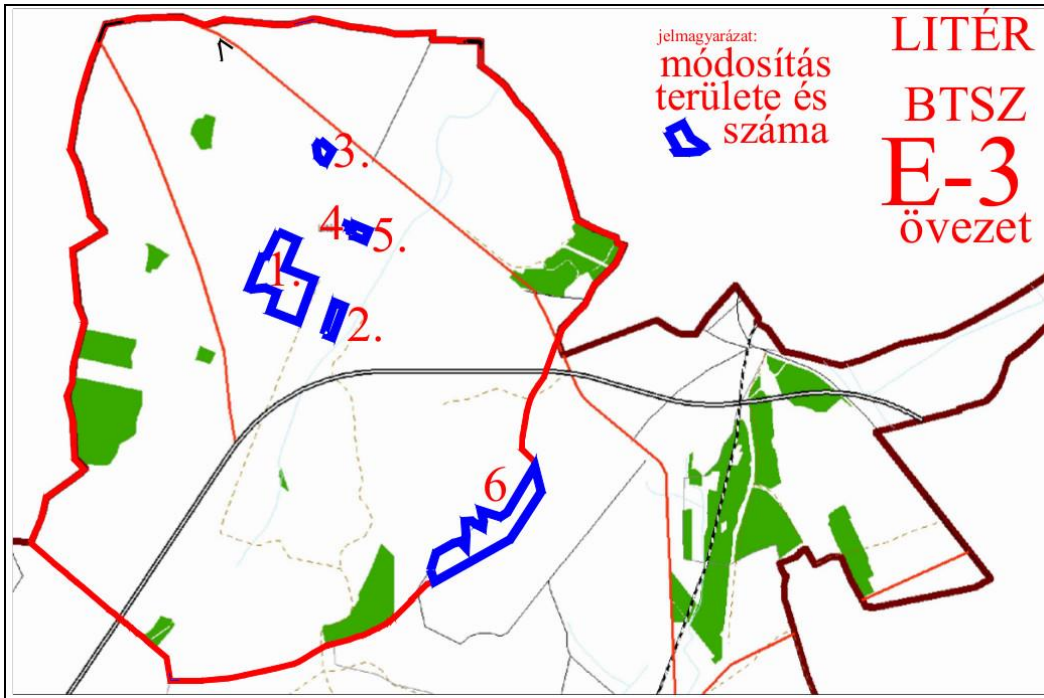 jelmagyarázat:
módosítás
területe és
száma
LITÉR
BTSZ
E-3
övezet
3.
4
5.
1.
2.
6